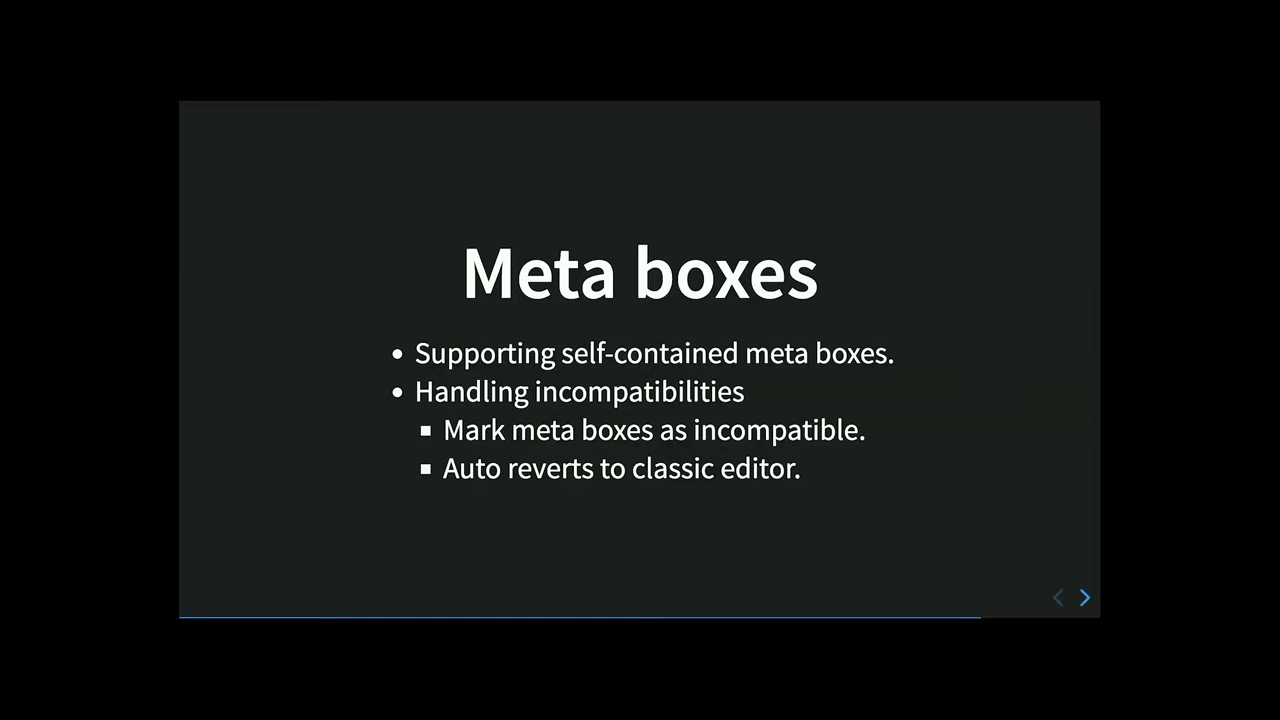 Meta boxes
Supporting self-contained meta boxes.
Handling incompatibilities
Mark meta boxes as incompatible.
Auto reverts to classic editor.